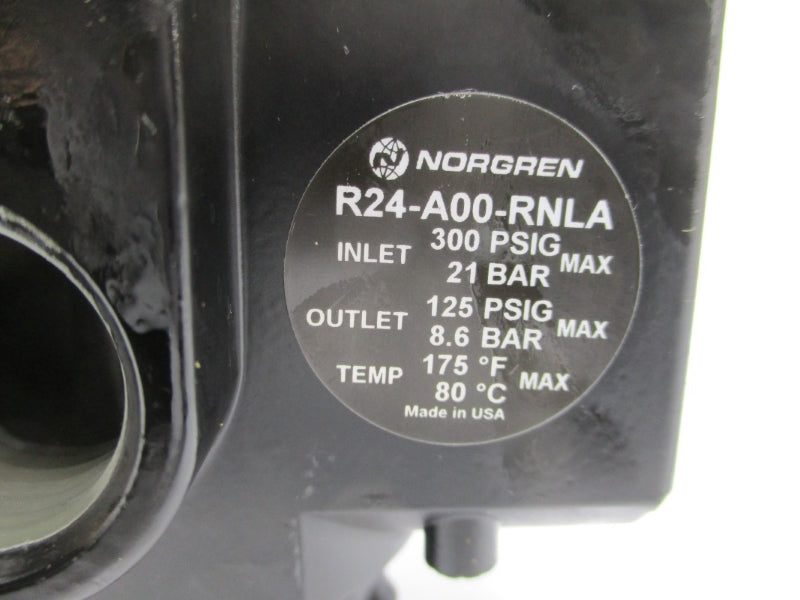 NORGREN
R24-A00-RNLA
INLET 300 PSIG MAX
21 BAR
OUTLET 125 PSIG MAX
8.6 BAR
TEMP 175 °F MAX
80 °C
Made in USA